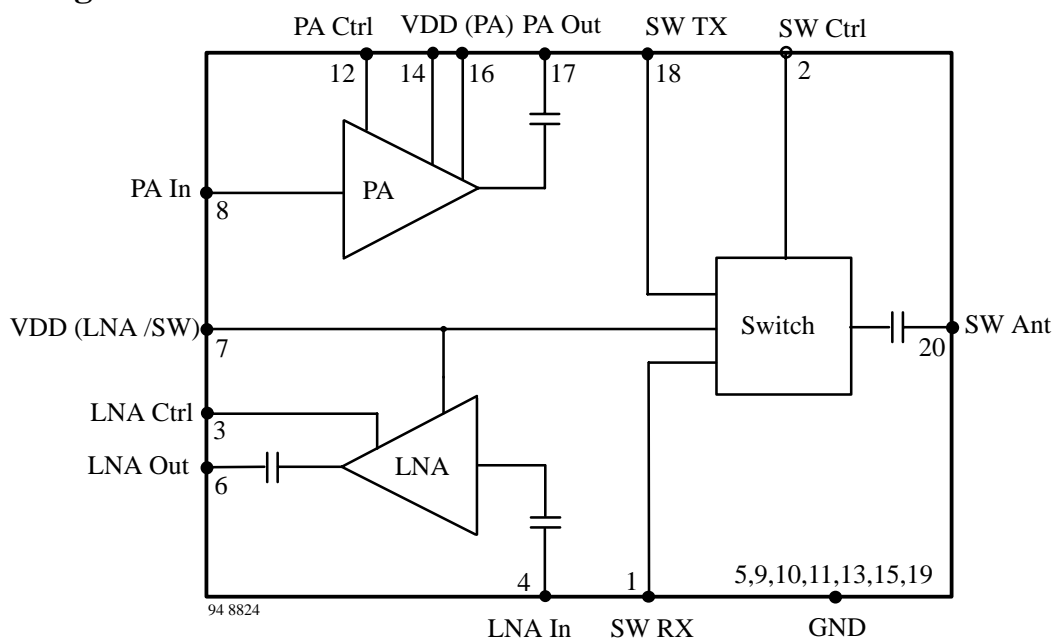 PA Ctrl
VDD (PA)
PA Out
SW TX
SW Ctrl
12
14
16
17
18
2
PA
PA In
8
VDD (LNA /SW)
7
Switch
SW Ant
20
LNA Ctrl
3
LNA
LNA Out
6
4
1
5,9,10,11,13,15,19
94 8824
LNA In
SW RX
GND